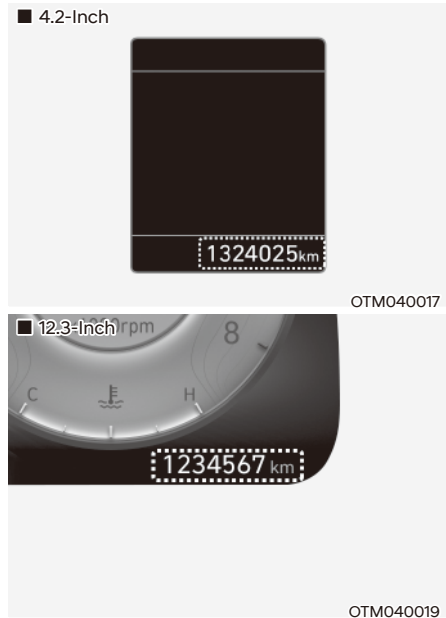 ■ 4.2-Inch
1324025km
OTM040017
■ 12.3-Inch
rpm
8
C H
1234567 km
OTM040019